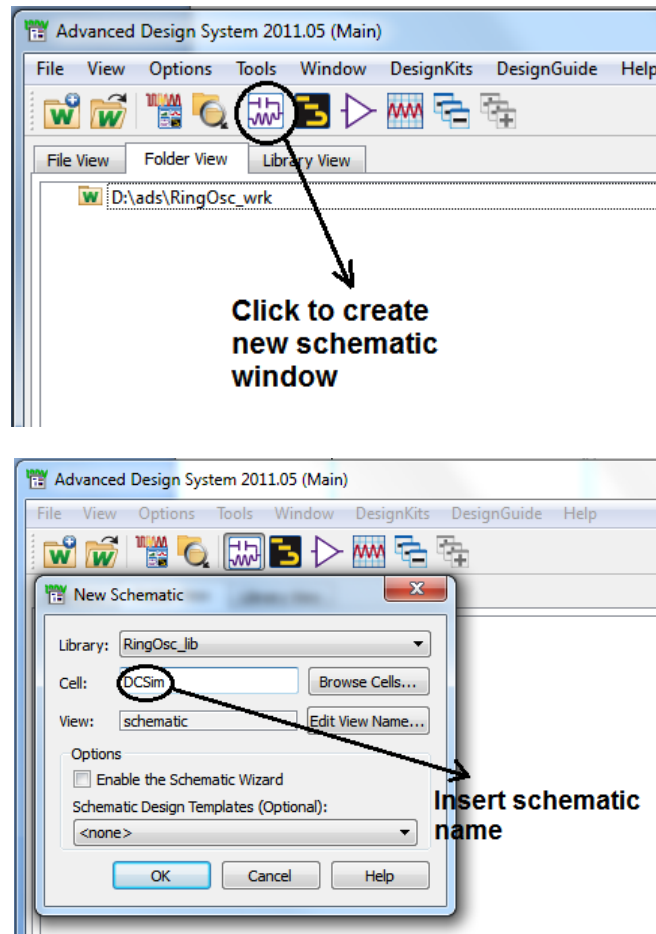 Advanced Design System 2011.05 (Main)
File View Options Tools Window DesignKits DesignGuide Help
File View Folder View Library View
D:\ads\RingOsc_wrk
Click to create
new schematic
window
Advanced Design System 2011.05 (Main)
File View Options Tools Window DesignKits DesignGuide Help
New Schematic
Library: RingOsc_lib
Cell: DCSim Browse Cells...
View: schematic Edit View Name...
Options
Enable the Schematic Wizard
Schematic Design Templates (Optional):
<none>
OK Cancel Help
Insert schematic
name